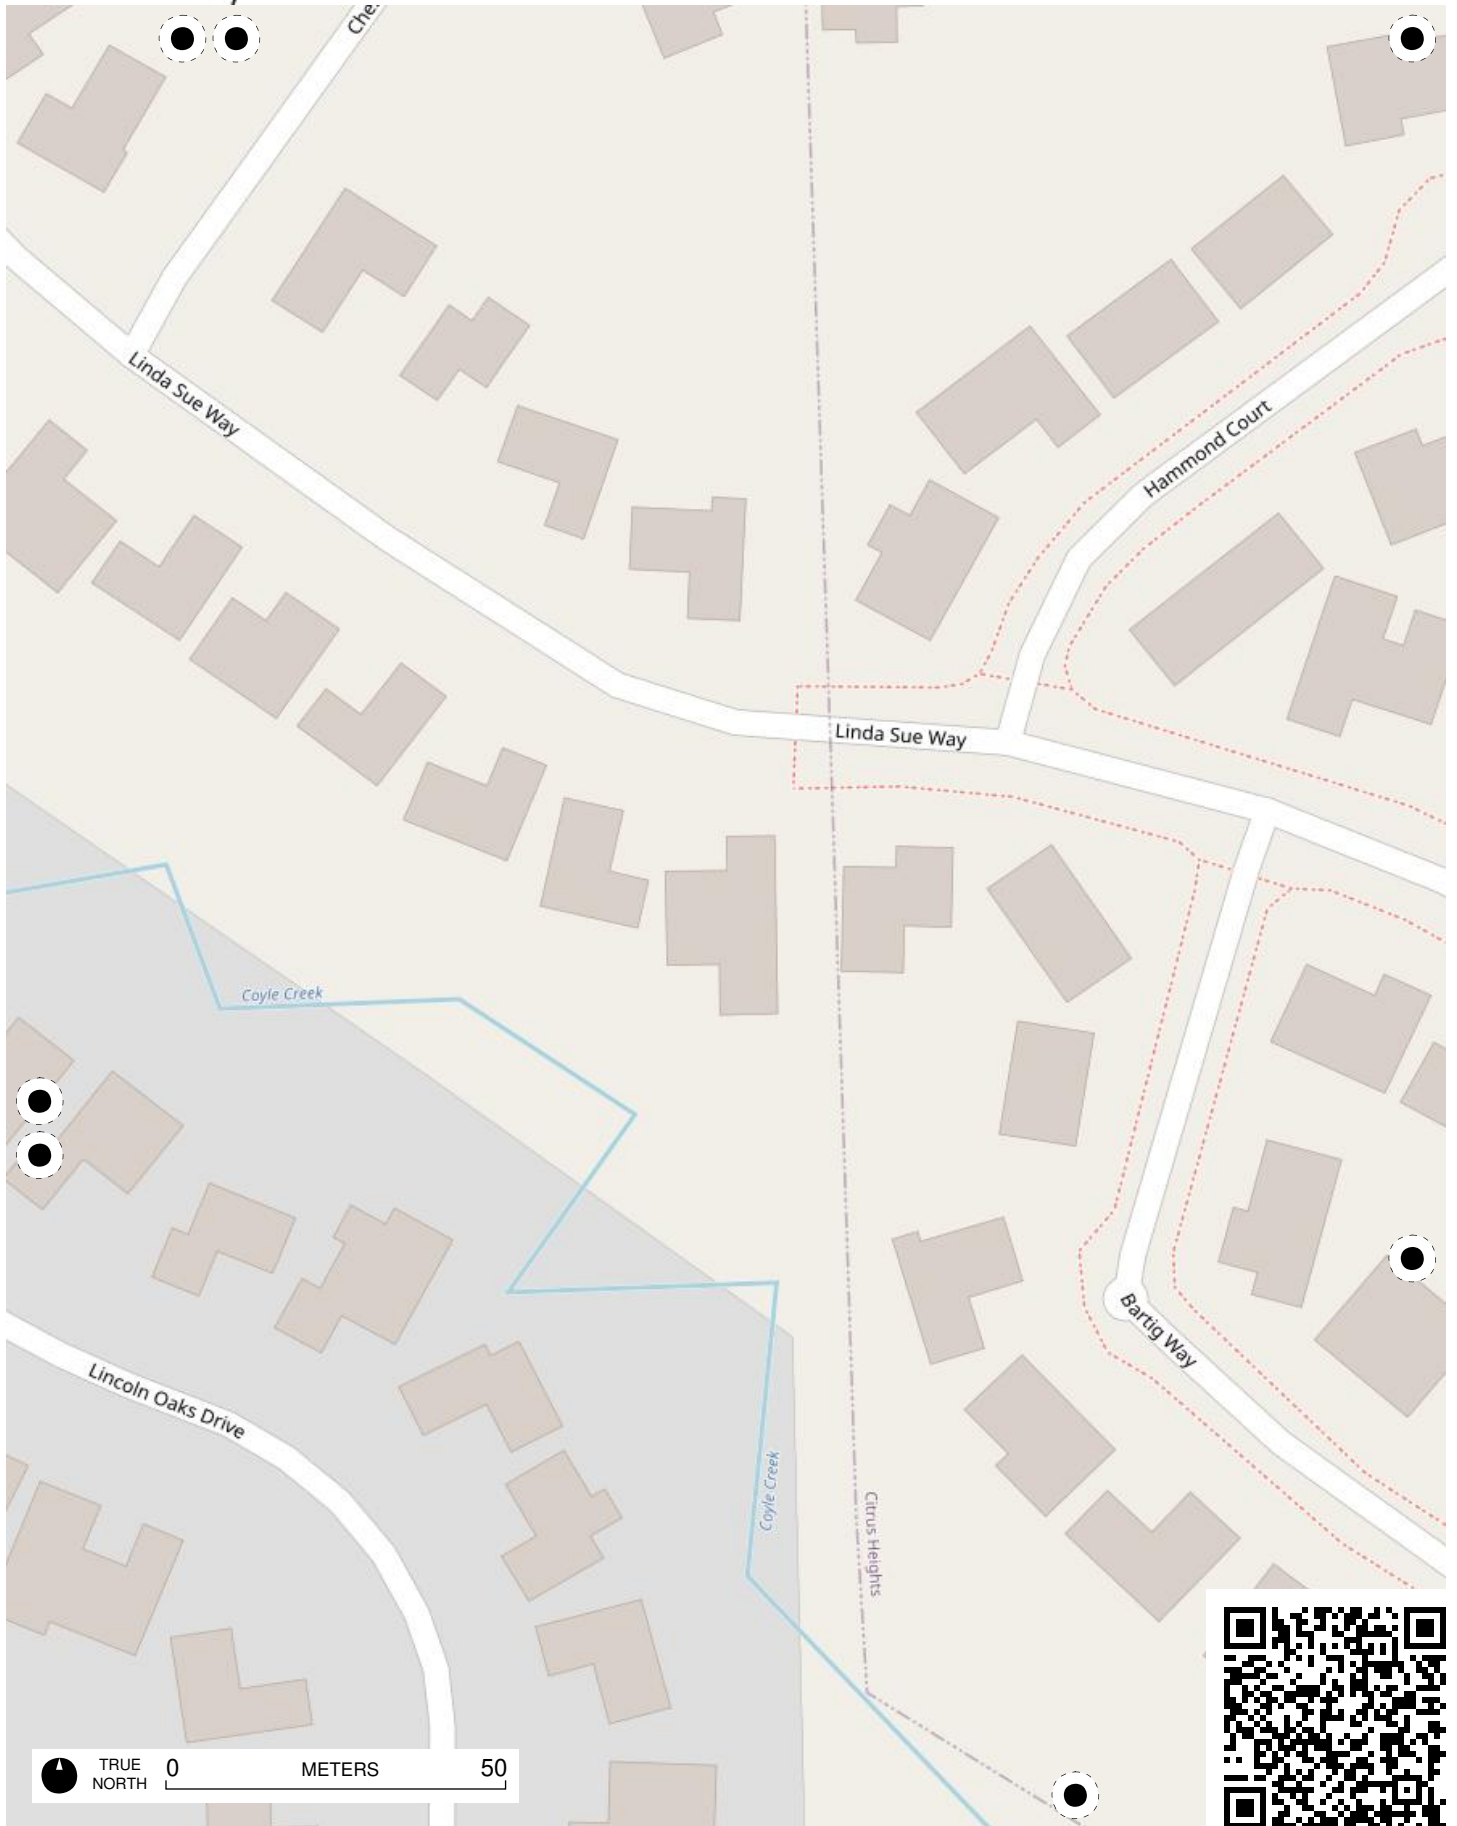 Linda Sue Way
Hammond Court
Linda Sue Way
Coyle Creek
Bartig Way
Lincoln Oaks Drive
Coyle Creek
Citrus Heights
TRUE
NORTH
0 METERS 50